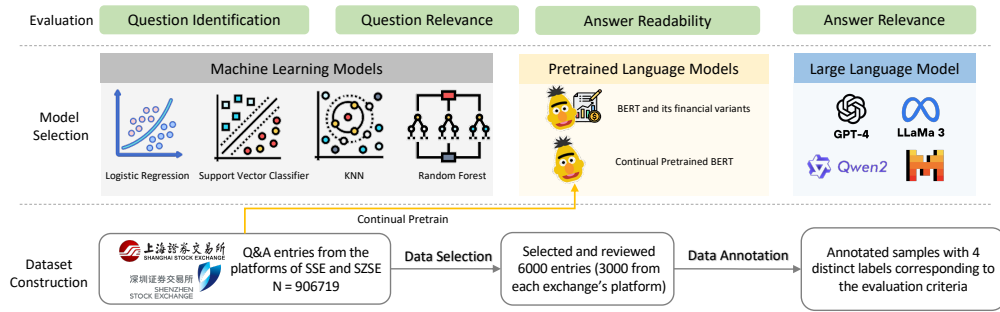 Evaluation
Question Identification
Question Relevance
Answer Readability
Answer Relevance
Model
Selection
Machine Learning Models
Logistic Regression
Support Vector Classifier
KNN
Random Forest
Pretrained Language Models
BERT and its financial variants
Continual Pretrained BERT
Large Language Model
GPT-4
LLaMa 3
Qwen2
Continual Pretrain
Dataset
Construction
上海證券交易所
SHANGHAI STOCK EXCHANGE
深圳证券交易所
SHENZHEN
STOCK EXCHANGE
Q&A entries from the
platforms of SSE and SZSE
N = 906719
Data Selection
Selected and reviewed
6000 entries (3000 from
each exchange's platform)
Data Annotation
Annotated samples with 4
distinct labels corresponding to
the evaluation criteria